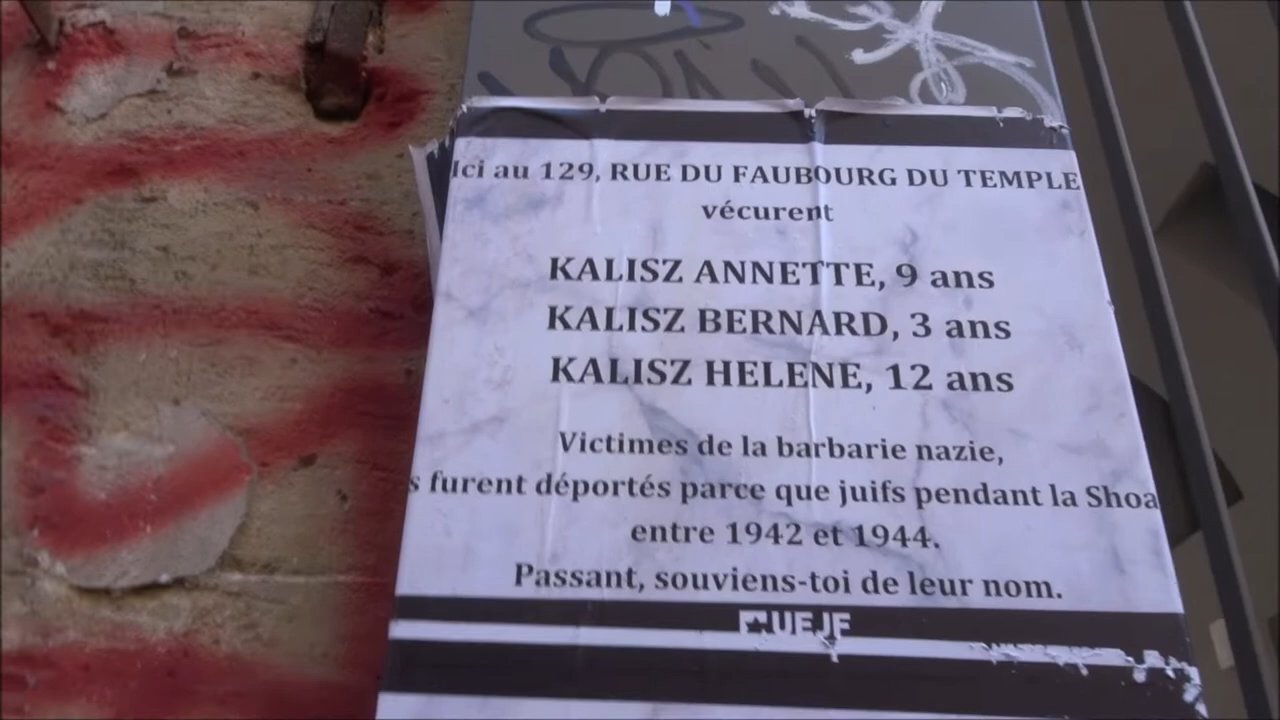 Ici au 129, RUE DU FAUBOURG DU TEMPLE
vécurent
KALISZ ANNETTE, 9 ans
KALISZ BERNARD, 3 ans
KALISZ HELENE, 12 ans
Victimes de la barbarie nazie,
s furent déportés parce que juifs pendant la Shoa
entre 1942 et 1944.
Passant, souviens-toi de leur nom.
UEJF